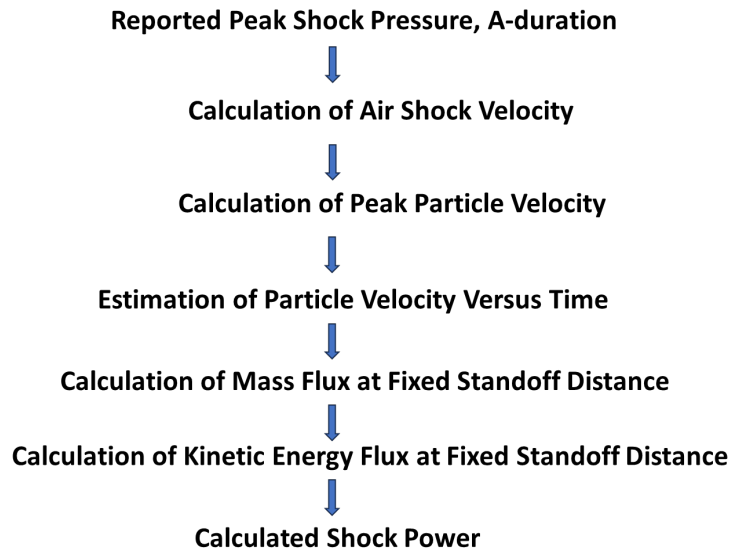 Reported Peak Shock Pressure, A-duration
Calculation of Air Shock Velocity
Calculation of Peak Particle Velocity
Estimation of Particle Velocity Versus Time
Calculation of Mass Flux at Fixed Standoff Distance
Calculation of Kinetic Energy Flux at Fixed Standoff Distance
Calculated Shock Power